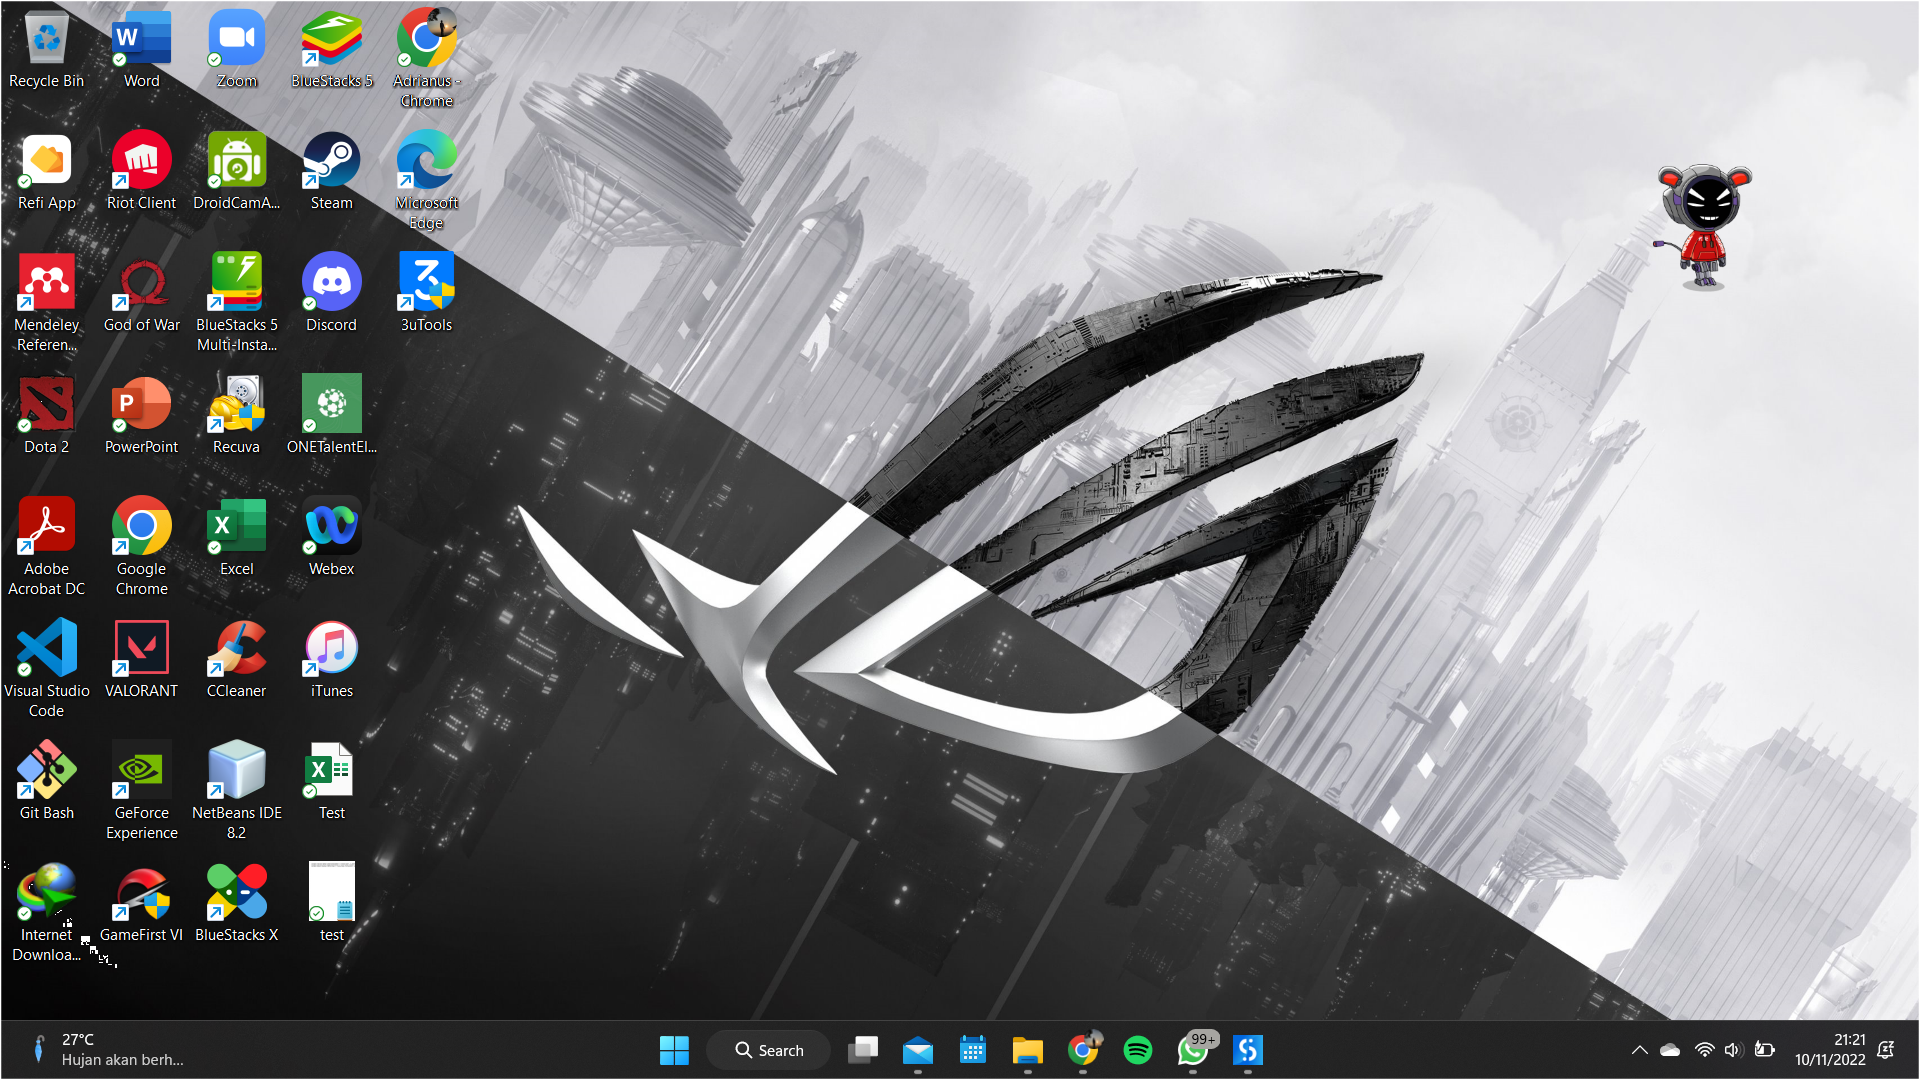 Recycle Bin
Word
Zoom
BlueStacks 5
Adrianus -
Chrome
Refi App
Riot Client
DroidCamA...
Steam
Microsoft
Edge
Mendeley
Referen...
God of War
BlueStacks 5
Multi-Insta...
Discord
3uTools
Dota 2
PowerPoint
Recuva
ONETalentEI...
Adobe
Acrobat DC
Google
Chrome
Excel
Webex
Visual Studio
Code
VALORANT
CCleaner
iTunes
Git Bash
GeForce
Experience
NetBeans IDE
8.2
Test
Internet
Downloa...
GameFirst VI
BlueStacks X
test
27°C
Hujan akan berh...
Search
99+
21:21
10/11/2022